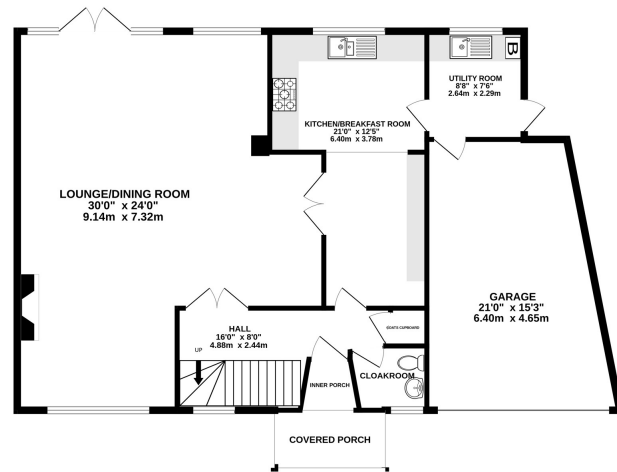 B
UTILITY ROOM
8'8" x 7'6"
2.64m x 2.29m
KITCHEN/BREAKFAST ROOM
21'0" x 12'5"
6.40m x 3.78m
LOUNGE/DINING ROOM
30'0" x 24'0"
9.14m x 7.32m
GARAGE
21'0" x 15'3"
6.40m x 4.65m
HALL
16'0" x 8'0"
4.88m x 2.44m
COATS CUPBOARD
UP
CLOAKROOM
INNER PORCH
COVERED PORCH